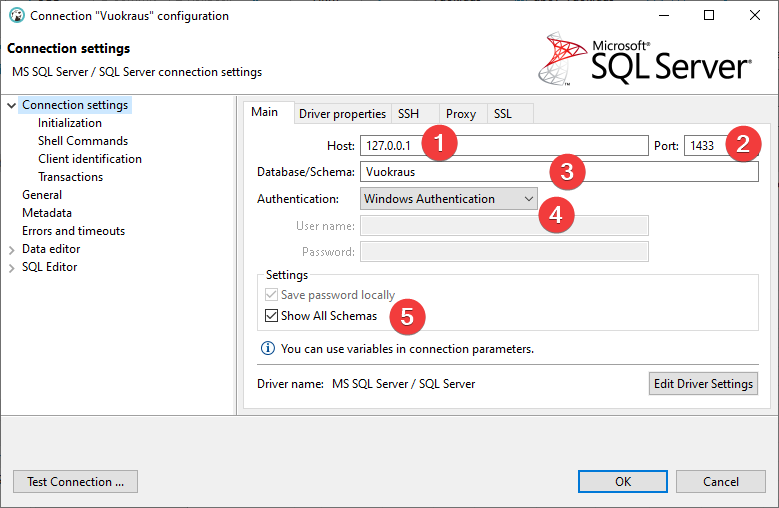 Connection "Vuokraus" configuration
Connection settings
MS SQL Server / SQL Server connection settings
Microsoft®
SQL Server®
Connection settings
Initialization
Shell Commands
Client identification
Transactions
General
Metadata
Errors and timeouts
Data editor
SQL Editor
Main Driver properties SSH Proxy SSL
Host: 127.0.0.1 1 Port: 1433 2
Database/Schema: Vuokraus 3
Authentication: Windows Authentication 4
User name:
Password:
Settings
Save password locally
Show All Schemas 5
You can use variables in connection parameters.
Driver name: MS SQL Server / SQL Server Edit Driver Settings
Test Connection ... OK Cancel